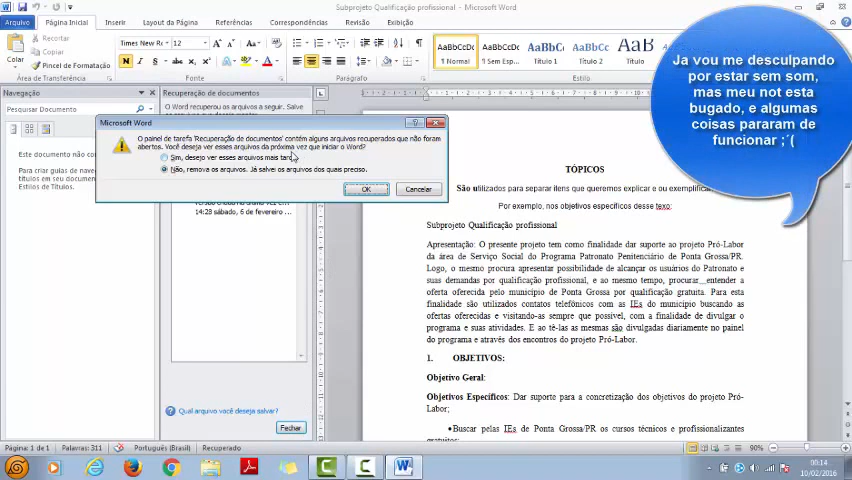 Subprojeto Qualificação profissional - Microsoft Word
Arquivo
Página Inicial
Inserir
Layout da Página
Referências
Correspondências
Revisão
Exibição
Colar
Recortar
Copiar
Pincel de Formatação
Área de Transferência
Times New Ro
12
Fonte
Parágrafo
AaBbCcDc
¶ Normal
AaBbCcDc
¶ Sem Esp...
AaBbC
Título 1
AaBbCc
Título 2
AaB
Título
Estilo
Navegação
Pesquisar Documento
Este documento não
Para criar guias de nave
títulos em seu documen
Estilos de Títulos.
Recuperação de documentos
O Word recuperou os arquivos a seguir. Salve
14:28 sábado, 6 de fevereiro ...
Qual arquivo você deseja salvar?
Fechar
Microsoft Word
O painel de tarefa 'Recuperação de documentos' contém alguns arquivos recuperados que não foram
abertos. Você deseja ver esses arquivos da próxima vez que iniciar o Word?
Sim, desejo ver esses arquivos mais tarde
Não, remova os arquivos. Já salvei os arquivos dos quais preciso.
OK
Cancelar
Ja vou me desculpando
por estar sem som,
mas meu not esta
bugado, e algumas
coisas pararam de
funcionar ;´(
TÓPICOS
São utilizados para separar itens que queremos explicar ou exemplificar
Por exemplo, nos objetivos específicos desse texo:
Subprojeto Qualificação profissional
Apresentação: O presente projeto tem como finalidade dar suporte ao projeto Pró-Labor
da área de Serviço Social do Programa Patronato Penitenciário de Ponta Grossa/PR.
Logo, o mesmo procura apresentar possibilidade de alcançar os usuários do Patronato e
suas demandas por qualificação profissional, e ao mesmo tempo, procurar entender a
oferta oferecida pelo município de Ponta Grossa por qualificação gratuita. Para esta
finalidade são utilizados contatos telefônicos com as IEs do município buscando as
ofertas oferecidas e visitando-as sempre que possível, com a finalidade de divulgar o
programa e suas atividades. E ao tê-las as mesmas são divulgadas diariamente no painel
do programa e através dos encontros do projeto Pró-Labor.
1. OBJETIVOS:
Objetivo Geral:
Objetivos Específicos: Dar suporte para a concretização dos objetivos do projeto Pró-
Labor;
•Buscar pelas IEs de Ponta Grossa/PR os cursos técnicos e profissionalizantes
gratuitos;
Página: 1 de 1
Palavras: 311
Português (Brasil)
Recuperado
90%
00:14
10/02/2016